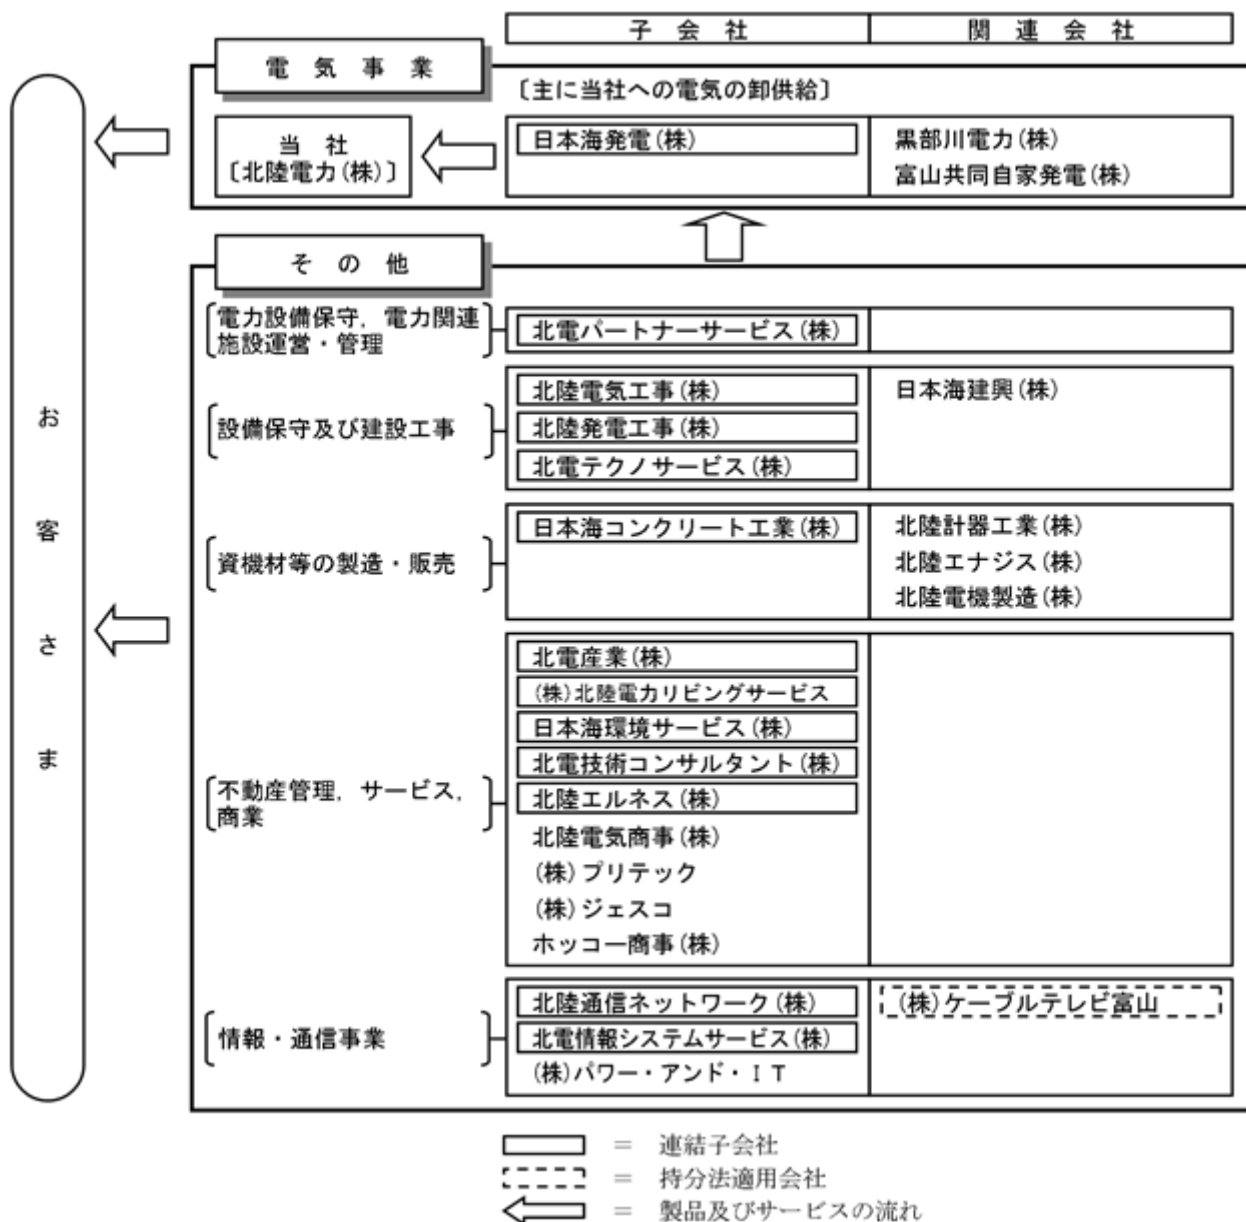 子会社 関連会社
電気事業
〔主に当社への電気の卸供給〕
当社
〔北陸電力(株)〕
日本海発電(株)
黒部川電力(株)
富山共同自家発電(株)
その他
電力設備保守，電力関連
施設運営・管理
北電パートナーサービス(株)
設備保守及び建設工事
北陸電気工事(株)
北陸発電工事(株)
北電テクノサービス(株)
日本海建興(株)
資機材等の製造・販売
日本海コンクリート工業(株)
北陸計器工業(株)
北陸エナジス(株)
北陸電機製造(株)
不動産管理，サービス，
商業
北電産業(株)
(株)北陸電力リビングサービス
日本海環境サービス(株)
北電技術コンサルタント(株)
北陸エルネス(株)
北陸電気商事(株)
(株)プリテック
(株)ジェスコ
ホッコー商事(株)
情報・通信事業
北陸通信ネットワーク(株)
北電情報システムサービス(株)
(株)パワー・アンド・ＩＴ
(株)ケーブルテレビ富山
お客さま
＝ 連結子会社
＝ 持分法適用会社
＝ 製品及びサービスの流れ